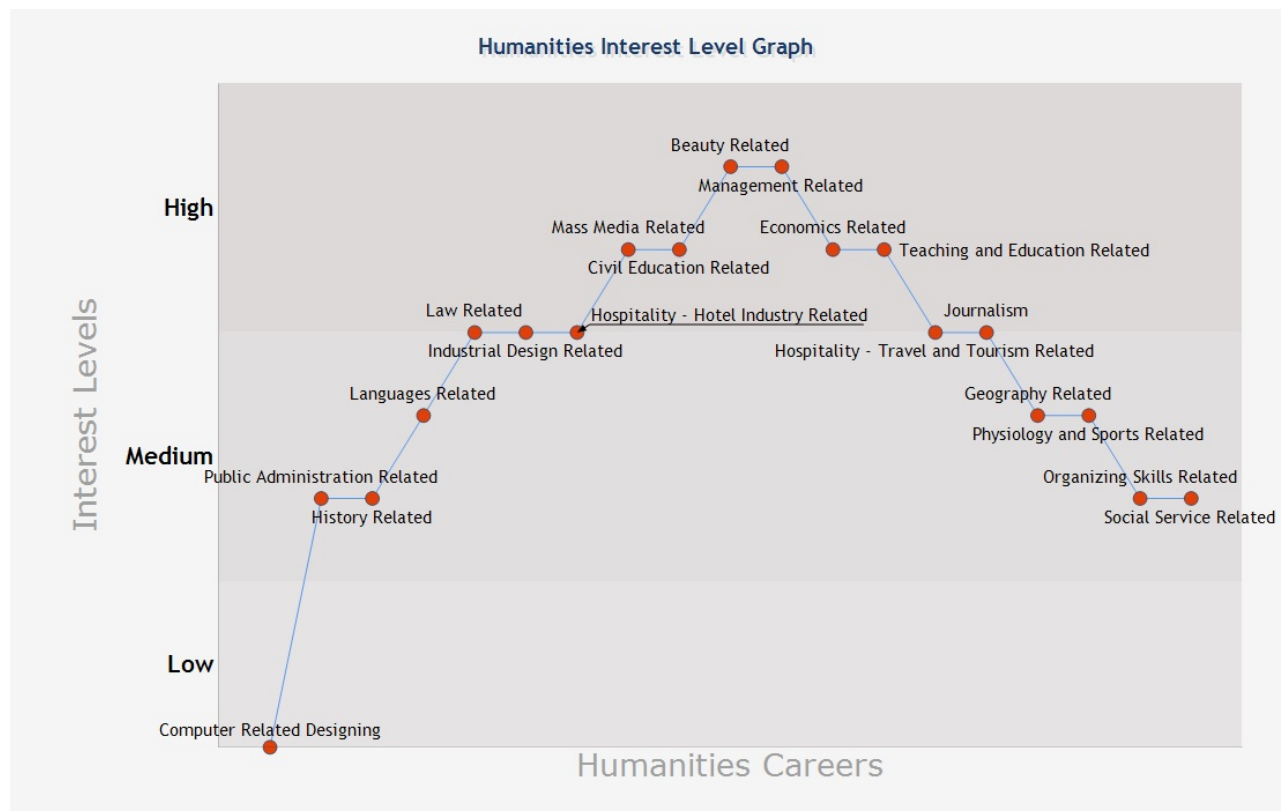 Humanities Interest Level Graph
Beauty Related
Management Related
High
Mass Media Related
Economics Related
Civil Education Related
Teaching and Education Related
Law Related
Hospitality - Hotel Industry Related
Journalism
Industrial Design Related
Hospitality - Travel and Tourism Related
Interest Levels
Languages Related
Geography Related
Physiology and Sports Related
Medium
Public Administration Related
Organizing Skills Related
History Related
Social Service Related
Low
Computer Related Designing
Humanities Careers